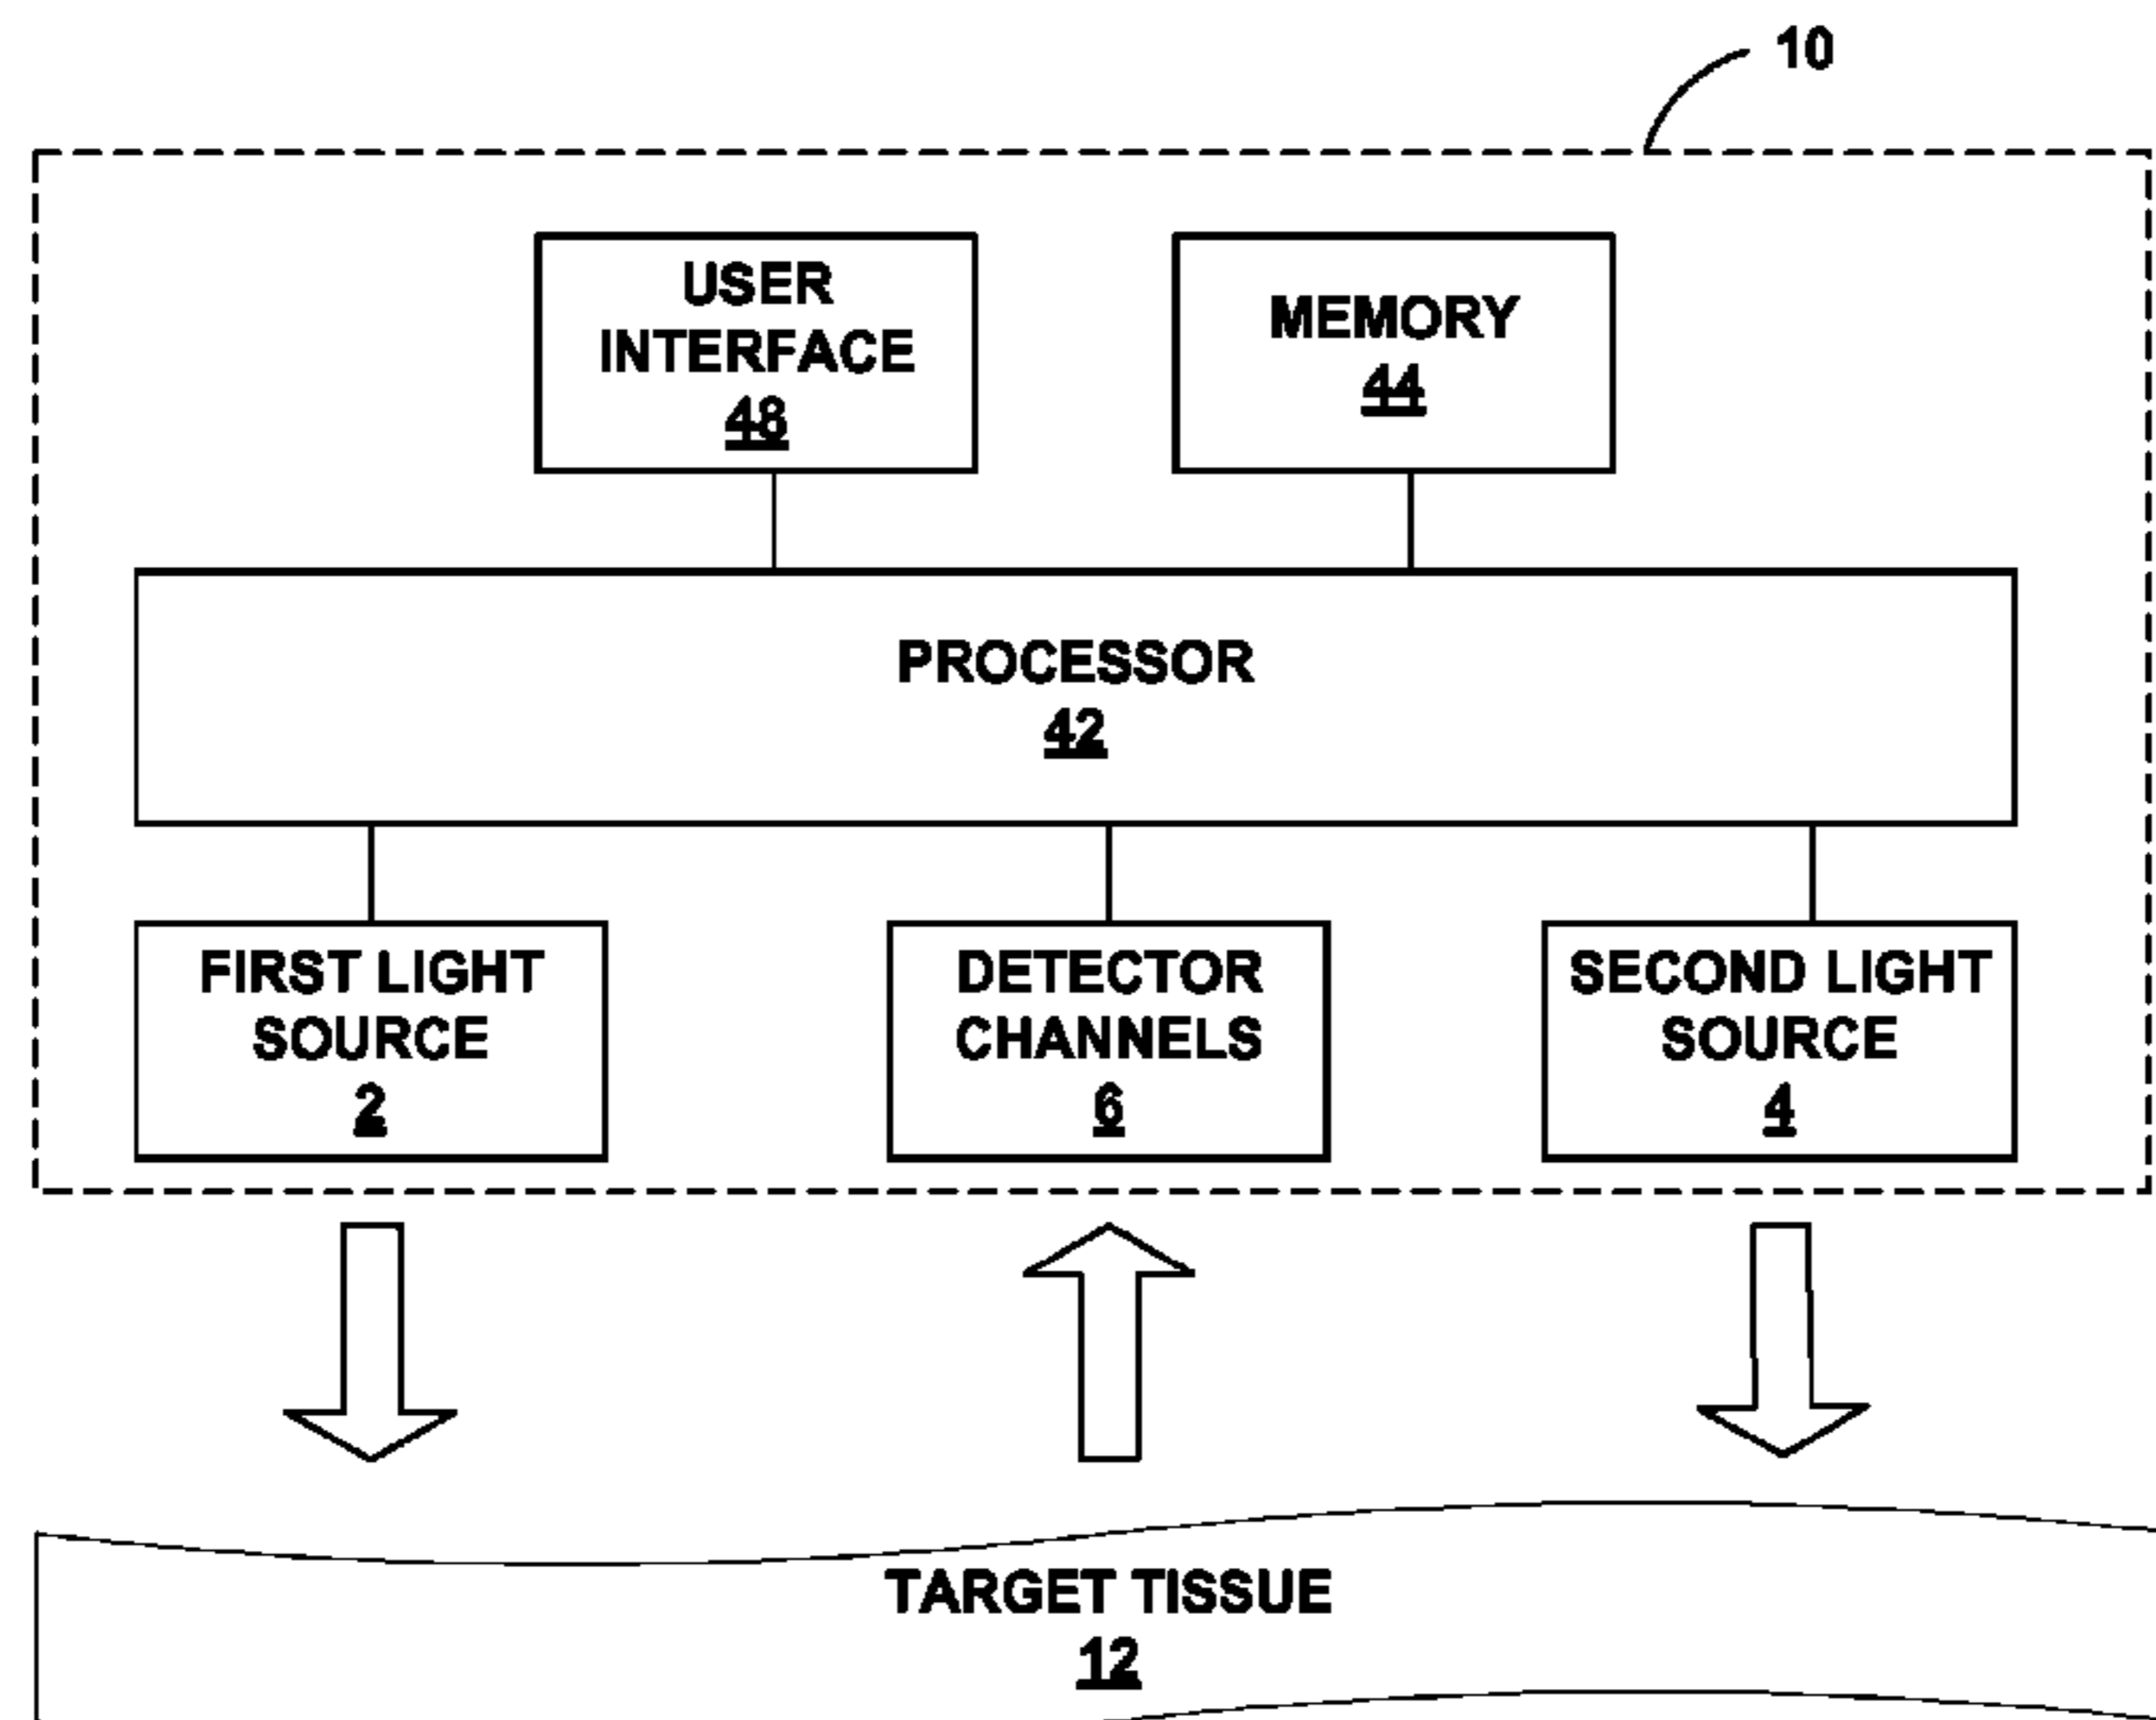 10
USER
INTERFACE
48
MEMORY
44
PROCESSOR
42
FIRST LIGHT
SOURCE
2
DETECTOR
CHANNELS
6
SECOND LIGHT
SOURCE
4
TARGET TISSUE
12